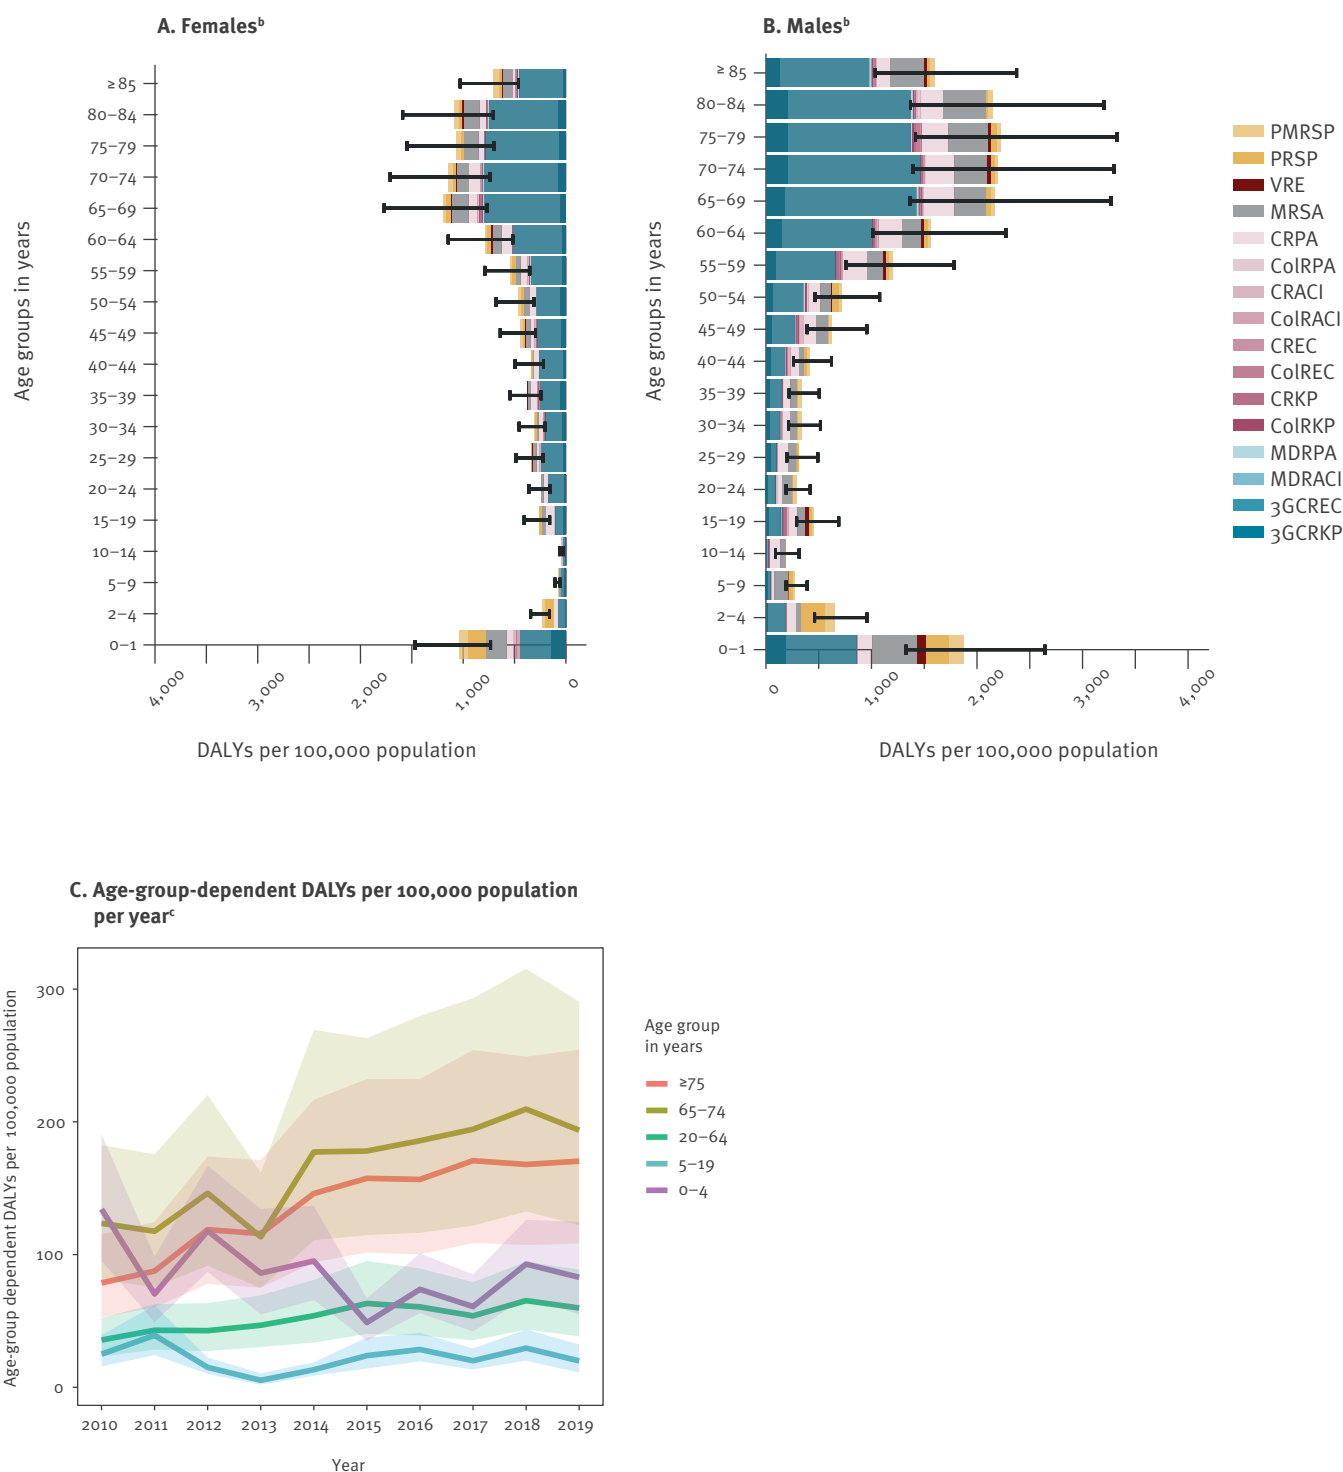 A. Femalesᵇ
Age groups in years
≥ 85
80–84
75–79
70–74
65–69
60–64
55–59
50–54
45–49
40–44
35–39
30–34
25–29
20–24
15–19
10–14
5–9
2–4
0–1
4,000
3,000
2,000
1,000
0
DALYs per 100,000 population
B. Malesᵇ
Age groups in years
≥ 85
80–84
75–79
70–74
65–69
60–64
55–59
50–54
45–49
40–44
35–39
30–34
25–29
20–24
15–19
10–14
5–9
2–4
0–1
0
1,000
2,000
3,000
4,000
DALYs per 100,000 population
PMRSP
PRSP
VRE
MRSA
CRPA
ColRPA
CRACI
ColRACI
CREC
ColREC
CRKP
ColRKP
MDRPA
MDRACI
3GCREC
3GCRKP
C. Age-group-dependent DALYs per 100,000 population
per yearᶜ
Age-group dependent DALYs per 100,000 population
300
200
100
0
2010
2011
2012
2013
2014
2015
2016
2017
2018
2019
Year
Age group
in years
≥75
65–74
20–64
5–19
0–4